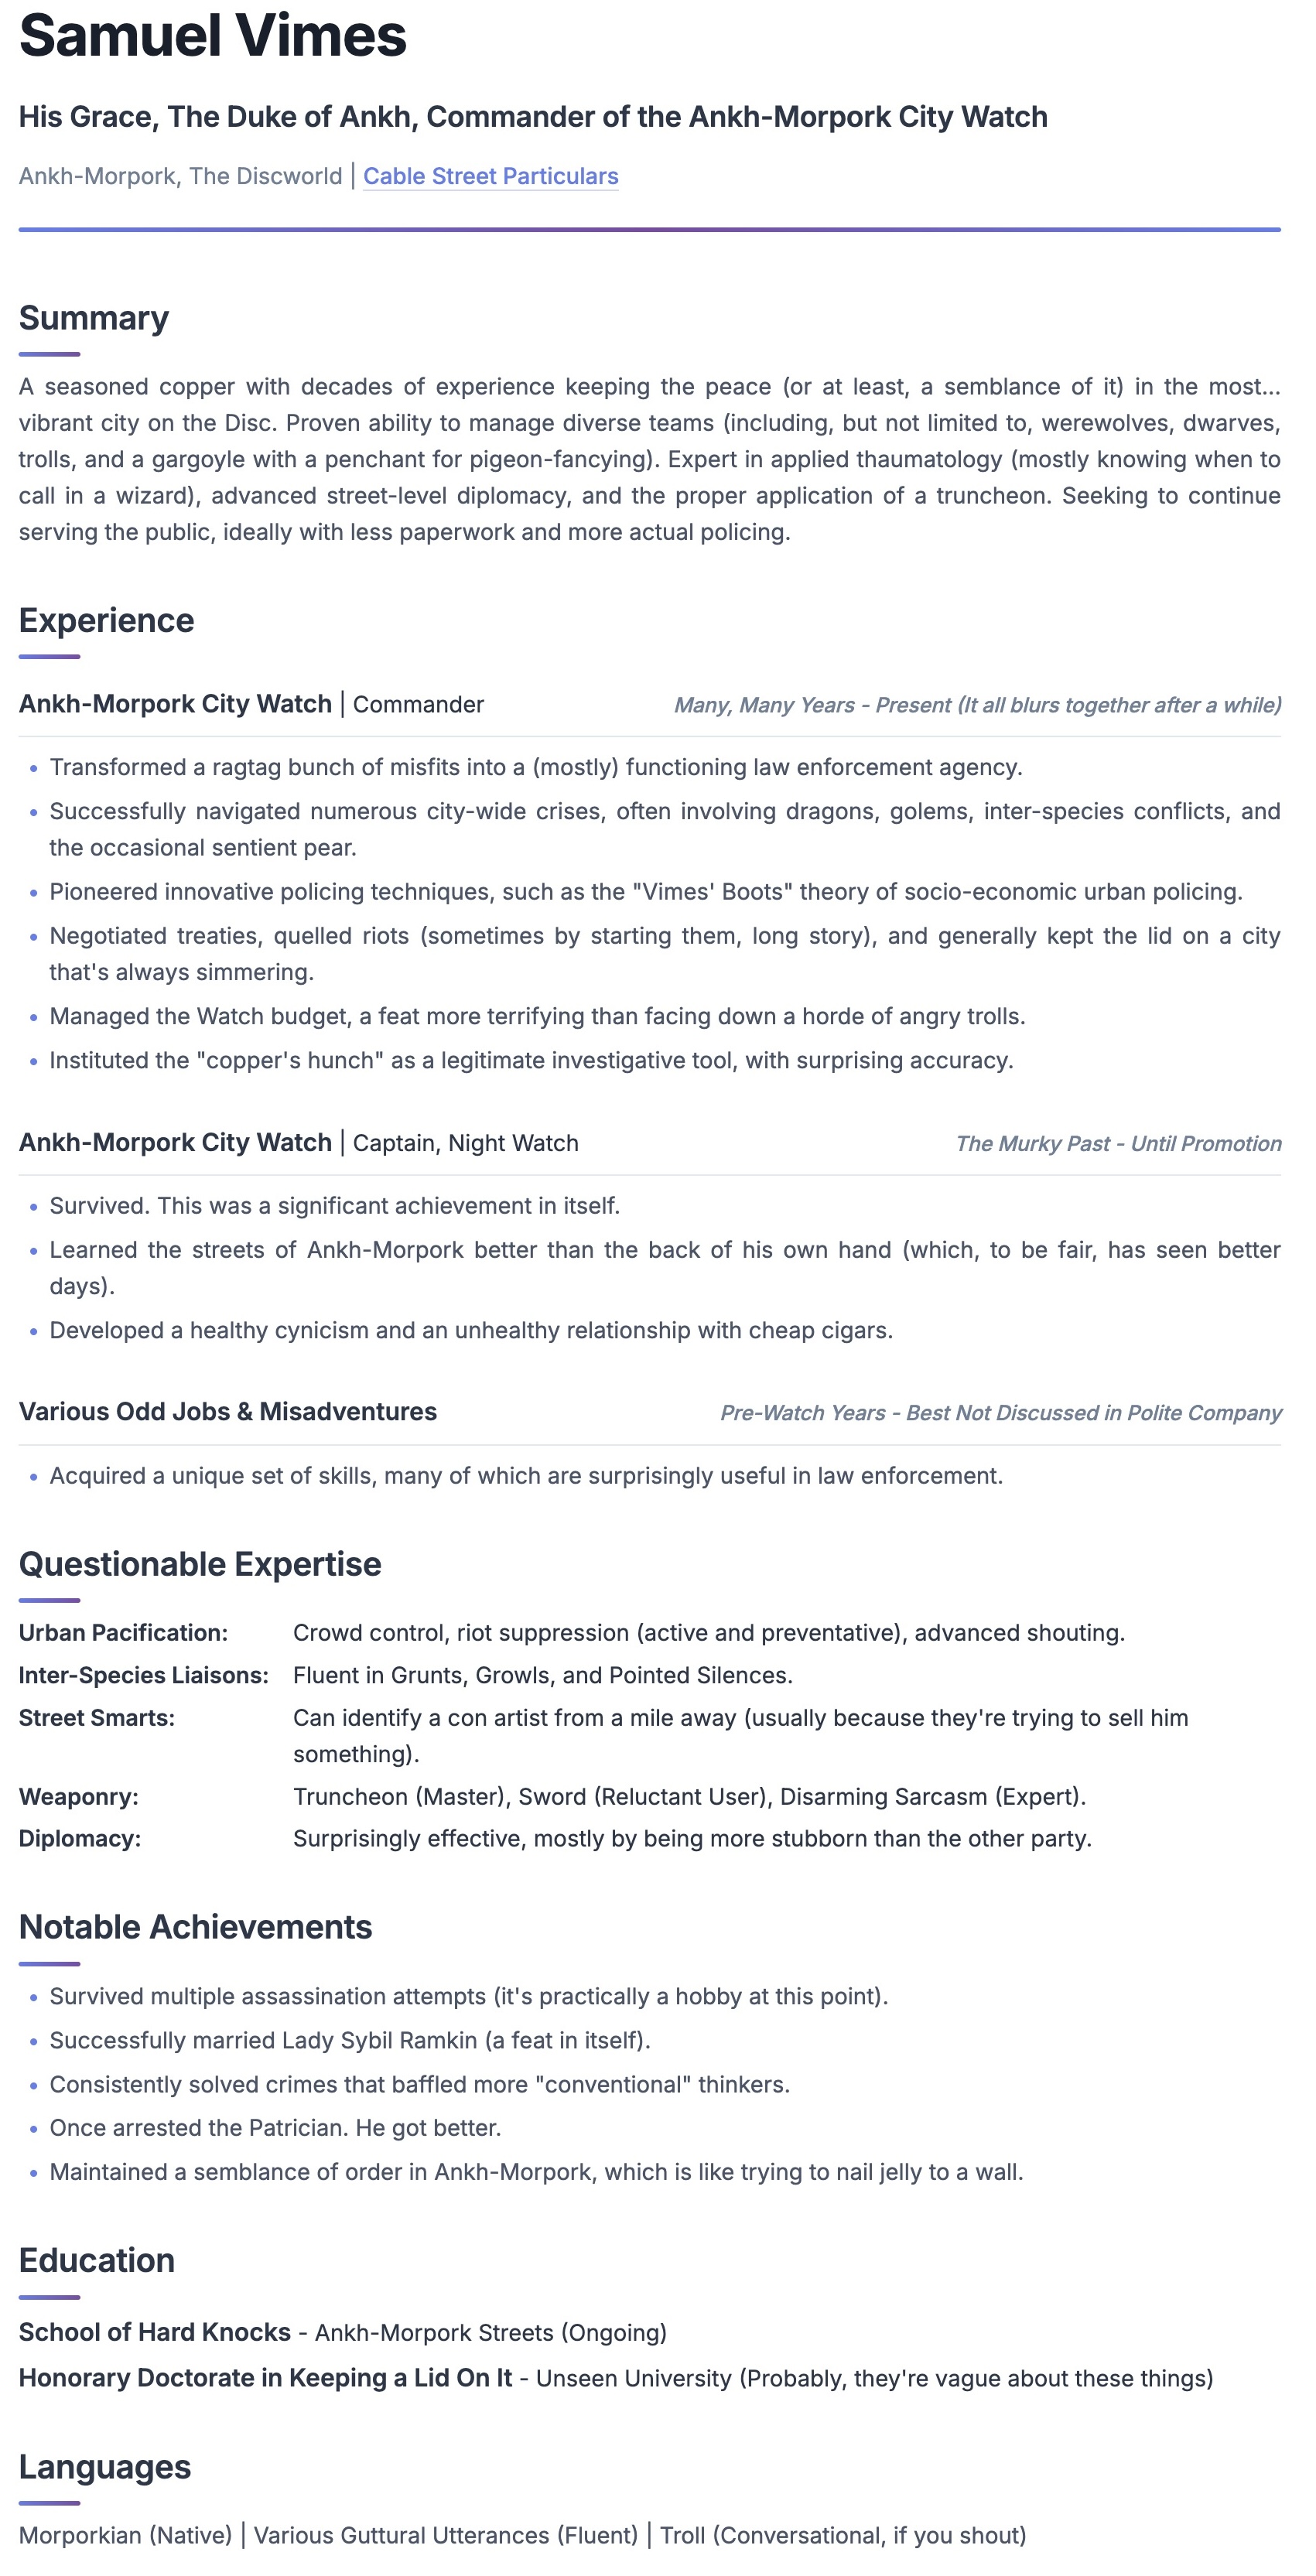 Samuel Vimes
His Grace, The Duke of Ankh, Commander of the Ankh-Morpork City Watch
Ankh-Morpork, The Discworld | Cable Street Particulars
Summary
A seasoned copper with decades of experience keeping the peace (or at least, a semblance of it) in the most...
vibrant city on the Disc. Proven ability to manage diverse teams (including, but not limited to, werewolves, dwarves,
trolls, and a gargoyle with a penchant for pigeon-fancying). Expert in applied thaumatology (mostly knowing when to
call in a wizard), advanced street-level diplomacy, and the proper application of a truncheon. Seeking to continue
serving the public, ideally with less paperwork and more actual policing.
Experience
Ankh-Morpork City Watch | Commander Many, Many Years - Present (It all blurs together after a while)
• Transformed a ragtag bunch of misfits into a (mostly) functioning law enforcement agency.
• Successfully navigated numerous city-wide crises, often involving dragons, golems, inter-species conflicts, and
the occasional sentient pear.
• Pioneered innovative policing techniques, such as the "Vimes' Boots" theory of socio-economic urban policing.
• Negotiated treaties, quelled riots (sometimes by starting them, long story), and generally kept the lid on a city
that's always simmering.
• Managed the Watch budget, a feat more terrifying than facing down a horde of angry trolls.
• Instituted the "copper's hunch" as a legitimate investigative tool, with surprising accuracy.
Ankh-Morpork City Watch | Captain, Night Watch The Murky Past - Until Promotion
• Survived. This was a significant achievement in itself.
• Learned the streets of Ankh-Morpork better than the back of his own hand (which, to be fair, has seen better
days).
• Developed a healthy cynicism and an unhealthy relationship with cheap cigars.
Various Odd Jobs & Misadventures Pre-Watch Years - Best Not Discussed in Polite Company
• Acquired a unique set of skills, many of which are surprisingly useful in law enforcement.
Questionable Expertise
Urban Pacification: Crowd control, riot suppression (active and preventative), advanced shouting.
Inter-Species Liaisons: Fluent in Grunts, Growls, and Pointed Silences.
Street Smarts: Can identify a con artist from a mile away (usually because they're trying to sell him
something).
Weaponry: Truncheon (Master), Sword (Reluctant User), Disarming Sarcasm (Expert).
Diplomacy: Surprisingly effective, mostly by being more stubborn than the other party.
Notable Achievements
• Survived multiple assassination attempts (it's practically a hobby at this point).
• Successfully married Lady Sybil Ramkin (a feat in itself).
• Consistently solved crimes that baffled more "conventional" thinkers.
• Once arrested the Patrician. He got better.
• Maintained a semblance of order in Ankh-Morpork, which is like trying to nail jelly to a wall.
Education
School of Hard Knocks - Ankh-Morpork Streets (Ongoing)
Honorary Doctorate in Keeping a Lid On It - Unseen University (Probably, they're vague about these things)
Languages
Morporkian (Native) | Various Guttural Utterances (Fluent) | Troll (Conversational, if you shout)